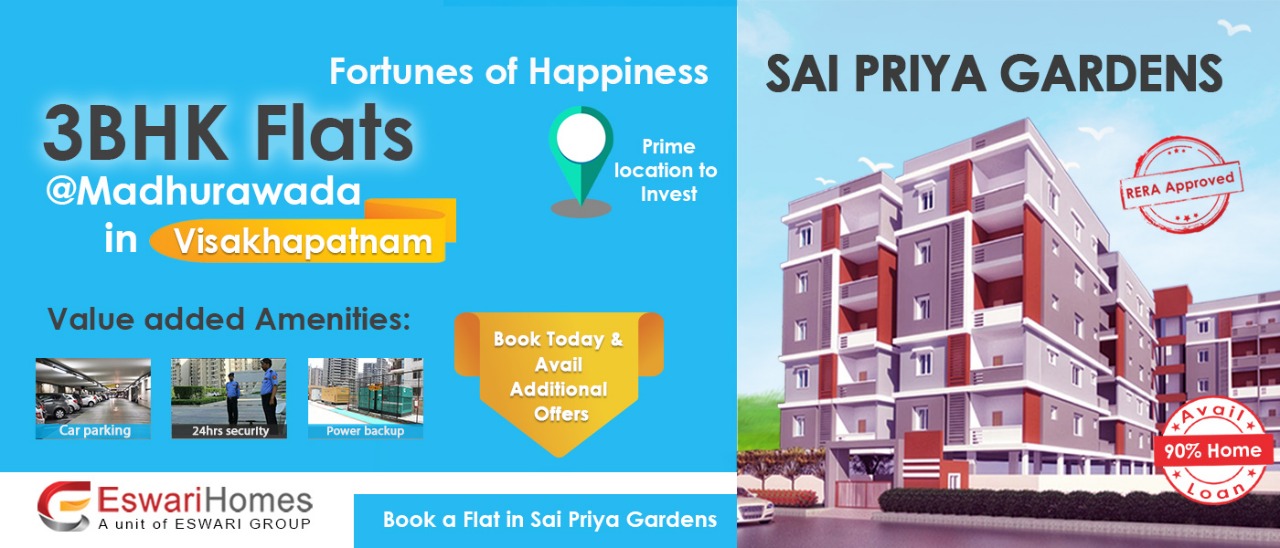 Fortunes of Happiness
3BHK Flats
@Madhurawada
in Visakhapatnam
Prime
location to
Invest
Value added Amenities:
Car parking
24hrs security
Power backup
Book Today &
Avail
Additional
Offers
EswariHomes
A unit of ESWARI GROUP
Book a Flat in Sai Priya Gardens
SAI PRIYA GARDENS
RERA Approved
Avail
90% Home
Loan